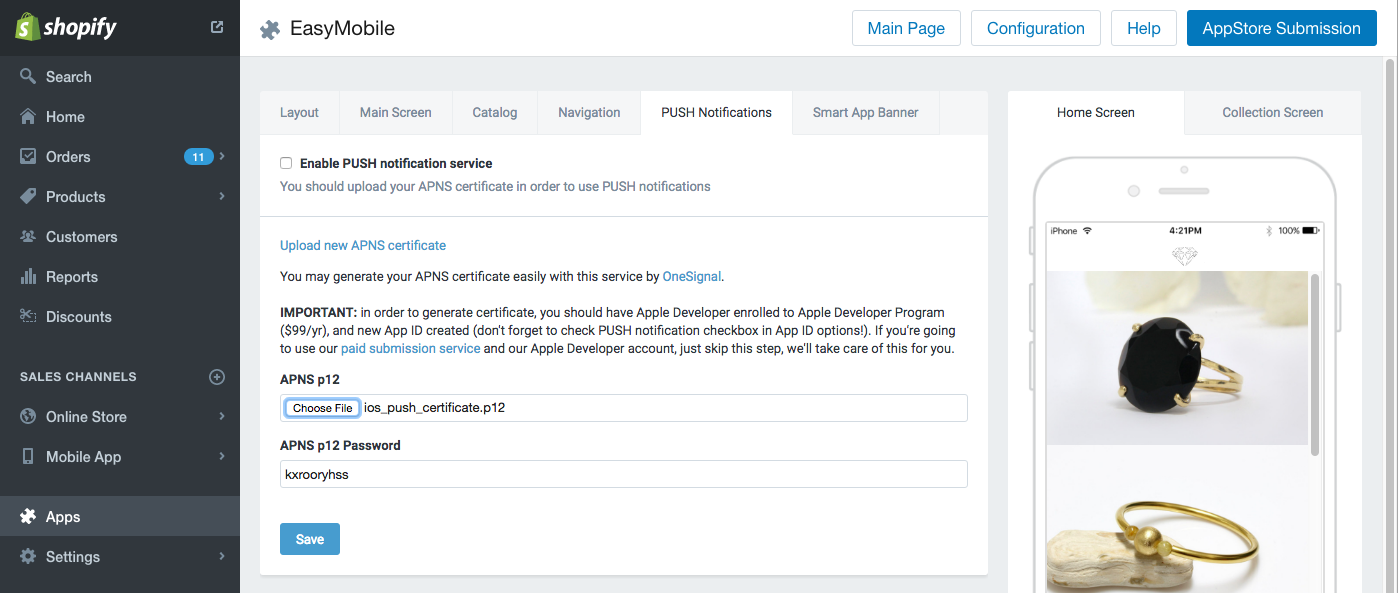 shopify
EasyMobile
Main Page
Configuration
Help
AppStore Submission
Search
Home
Orders
11
Products
Customers
Reports
Discounts
SALES CHANNELS
Online Store
Mobile App
Apps
Settings
Layout
Main Screen
Catalog
Navigation
PUSH Notifications
Smart App Banner
Enable PUSH notification service
You should upload your APNS certificate in order to use PUSH notifications
Upload new APNS certificate
You may generate your APNS certificate easily with this service by OneSignal.
IMPORTANT: in order to generate certificate, you should have Apple Developer enrolled to Apple Developer Program
($99/yr), and new App ID created (don't forget to check PUSH notification checkbox in App ID options!). If you're going
to use our paid submission service and our Apple Developer account, just skip this step, we'll take care of this for you.
APNS p12
Choose File ios_push_certificate.p12
APNS p12 Password
kxrooryhss
Save
Home Screen
Collection Screen
iPhone
4:21PM
100%